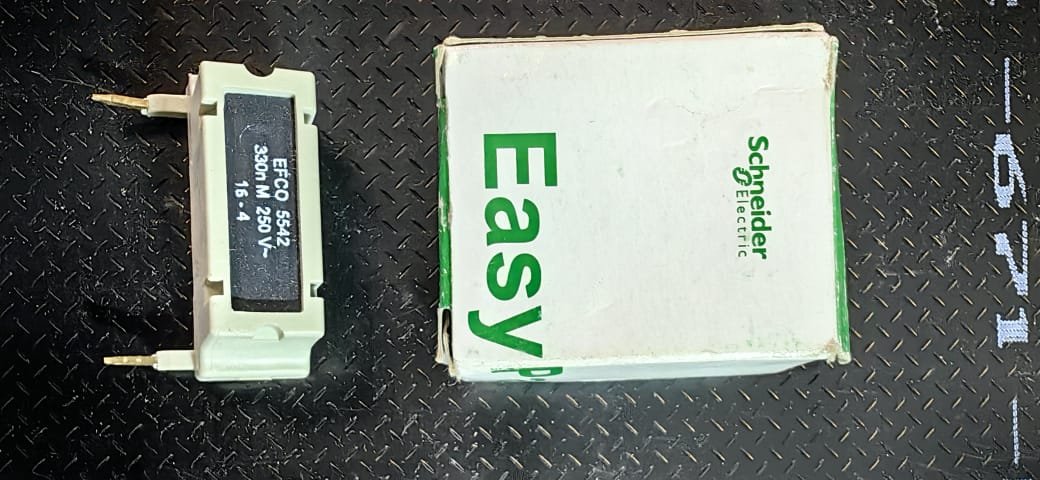 EFCO 5542
330n M 250 V~
16-4
Easy
Schneider
Electric